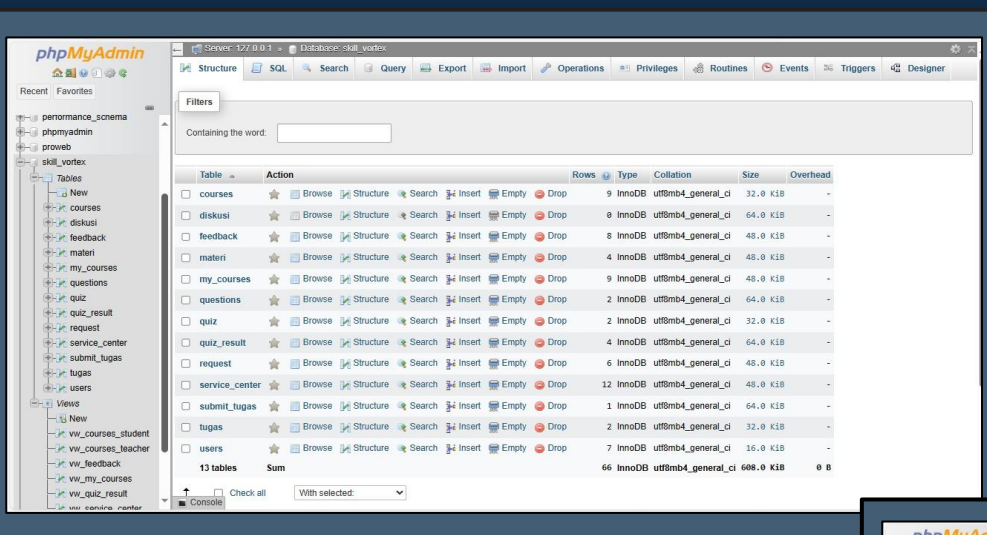 phpMyAdmin
Recent Favorites
performance_schema
phpmyadmin
proweb
skill_vortex
Tables
New
courses
diskusi
feedback
materi
my_courses
questions
quiz
quiz_result
request
service_center
submit_tugas
tugas
users
Views
New
vw_courses_student
vw_courses_teacher
vw_feedback
vw_my_courses
vw_quiz_result
vw_service_center
Server: 127.0.0.1 » Database: skill_vortex
Structure SQL Search Query Export Import Operations Privileges Routines Events Triggers Designer
Filters
Containing the word:
Table Action Rows Type Collation Size Overhead
courses Browse Structure Search Insert Empty Drop 9 InnoDB utf8mb4_general_ci 32.0 KiB -
diskusi Browse Structure Search Insert Empty Drop 0 InnoDB utf8mb4_general_ci 64.0 KiB -
feedback Browse Structure Search Insert Empty Drop 8 InnoDB utf8mb4_general_ci 48.0 KiB -
materi Browse Structure Search Insert Empty Drop 4 InnoDB utf8mb4_general_ci 48.0 KiB -
my_courses Browse Structure Search Insert Empty Drop 9 InnoDB utf8mb4_general_ci 48.0 KiB -
questions Browse Structure Search Insert Empty Drop 2 InnoDB utf8mb4_general_ci 64.0 KiB -
quiz Browse Structure Search Insert Empty Drop 2 InnoDB utf8mb4_general_ci 32.0 KiB -
quiz_result Browse Structure Search Insert Empty Drop 4 InnoDB utf8mb4_general_ci 64.0 KiB -
request Browse Structure Search Insert Empty Drop 6 InnoDB utf8mb4_general_ci 48.0 KiB -
service_center Browse Structure Search Insert Empty Drop 12 InnoDB utf8mb4_general_ci 48.0 KiB -
submit_tugas Browse Structure Search Insert Empty Drop 1 InnoDB utf8mb4_general_ci 64.0 KiB -
tugas Browse Structure Search Insert Empty Drop 2 InnoDB utf8mb4_general_ci 32.0 KiB -
users Browse Structure Search Insert Empty Drop 7 InnoDB utf8mb4_general_ci 16.0 KiB -
13 tables Sum 66 InnoDB utf8mb4_general_ci 608.0 KiB 0 B
Check all With selected:
Console